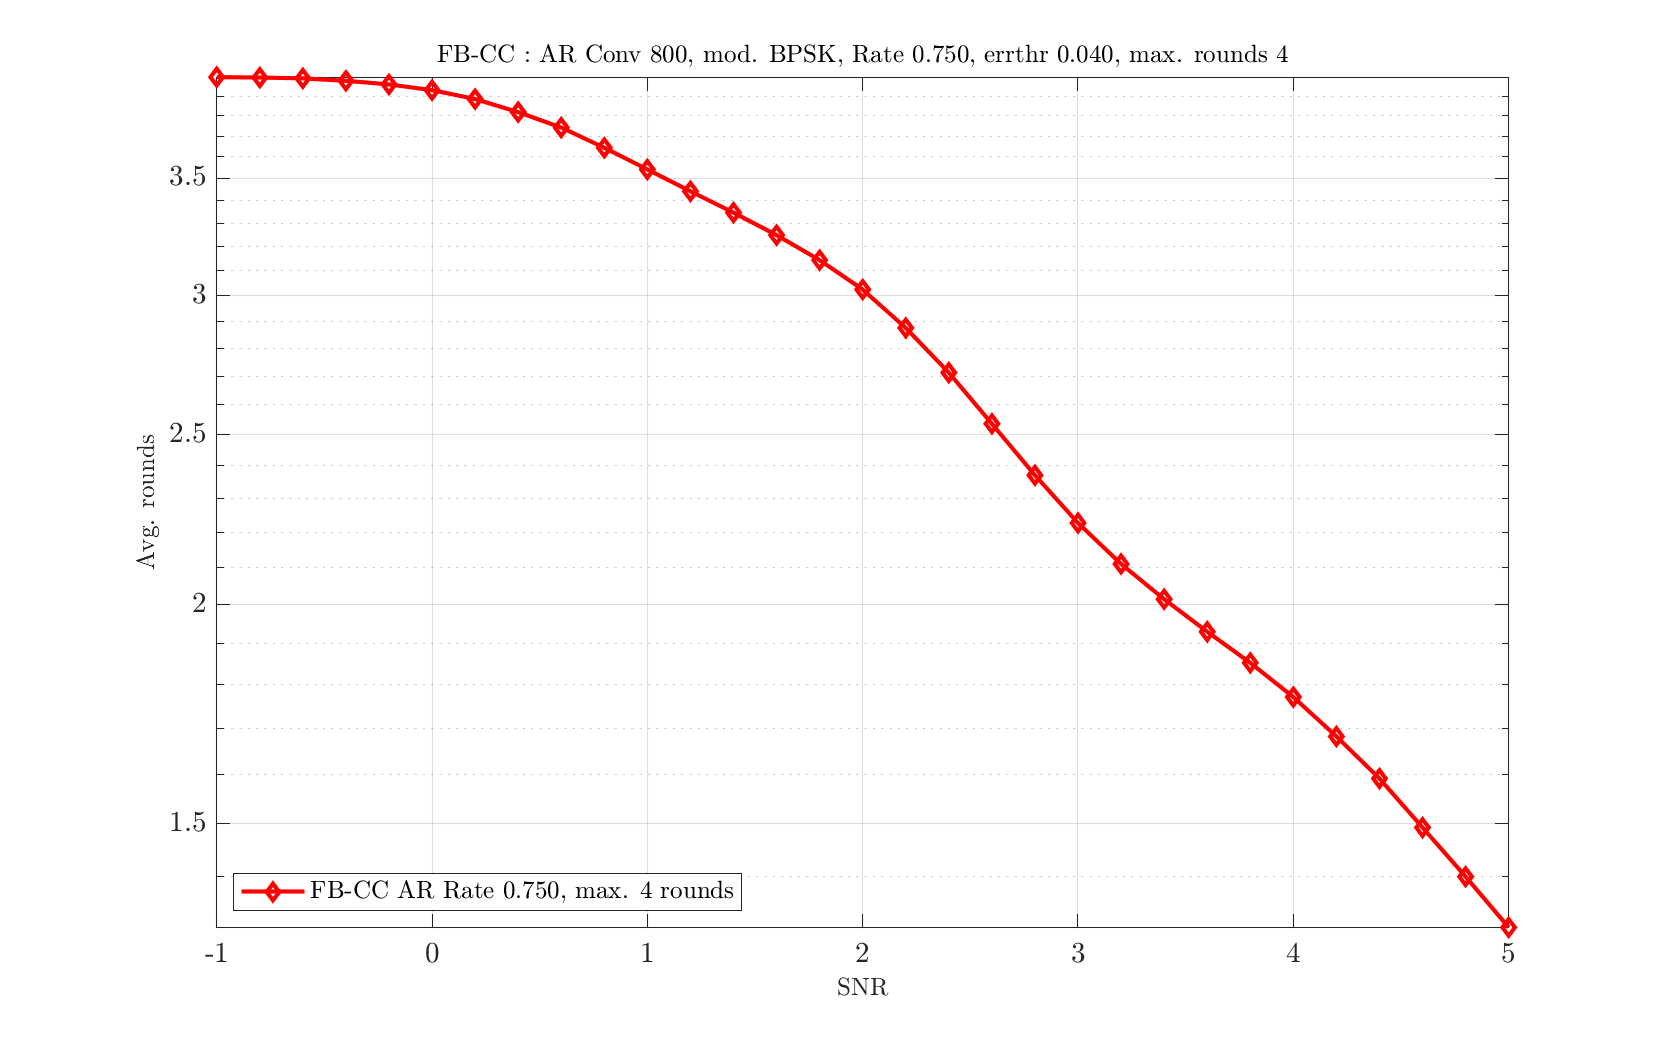 FB-CC : AR Conv 800, mod. BPSK, Rate 0.750, errthr 0.040, max. rounds 4
3.5
3
2.5
2
1.5
Avg. rounds
FB-CC AR Rate 0.750, max. 4 rounds
-1 0 1 2 3 4 5
SNR